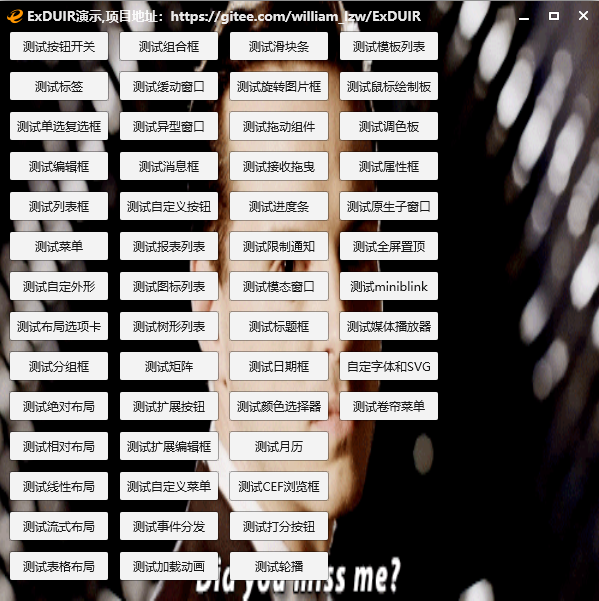 ExDUIR演示,项目地址：https://gitee.com/william_lzw/ExDUIR
测试按钮开关 测试组合框 测试滑块条 测试模板列表
测试标签 测试缓动窗口 测试旋转图片框 测试鼠标绘制板
测试单选复选框 测试异型窗口 测试拖动组件 测试调色板
测试编辑框 测试消息框 测试接收拖曳 测试属性框
测试列表框 测试自定义按钮 测试进度条 测试原生子窗口
测试菜单 测试报表列表 测试限制通知 测试全屏置顶
测试自定外形 测试图标列表 测试模态窗口 测试miniblink
测试布局选项卡 测试树形列表 测试标题框 测试媒体播放器
测试分组框 测试矩阵 测试日期框 自定字体和SVG
测试绝对布局 测试扩展按钮 测试颜色选择器 测试卷帘菜单
测试相对布局 测试扩展编辑框 测试月历
测试线性布局 测试自定义菜单 测试CEF浏览框
测试流式布局 测试事件分发 测试打分按钮
测试表格布局 测试加载动画 测试轮播
Did you miss me?